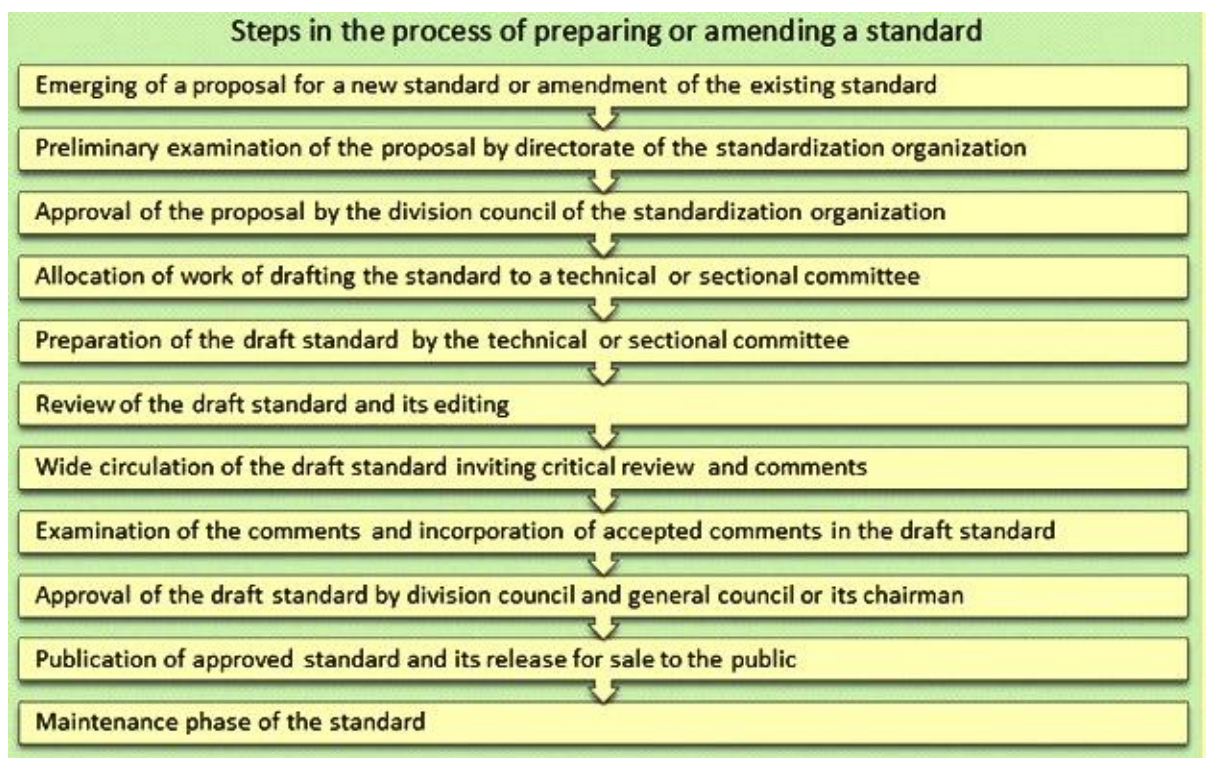 Steps in the process of preparing or amending a standard
Emerging of a proposal for a new standard or amendment of the existing standard
Preliminary examination of the proposal by directorate of the standardization organization
Approval of the proposal by the division council of the standardization organization
Allocation of work of drafting the standard to a technical or sectional committee
Preparation of the draft standard by the technical or sectional committee
Review of the draft standard and its editing
Wide circulation of the draft standard inviting critical review and comments
Examination of the comments and incorporation of accepted comments in the draft standard
Approval of the draft standard by division council and general council or its chairman
Publication of approved standard and its release for sale to the public
Maintenance phase of the standard